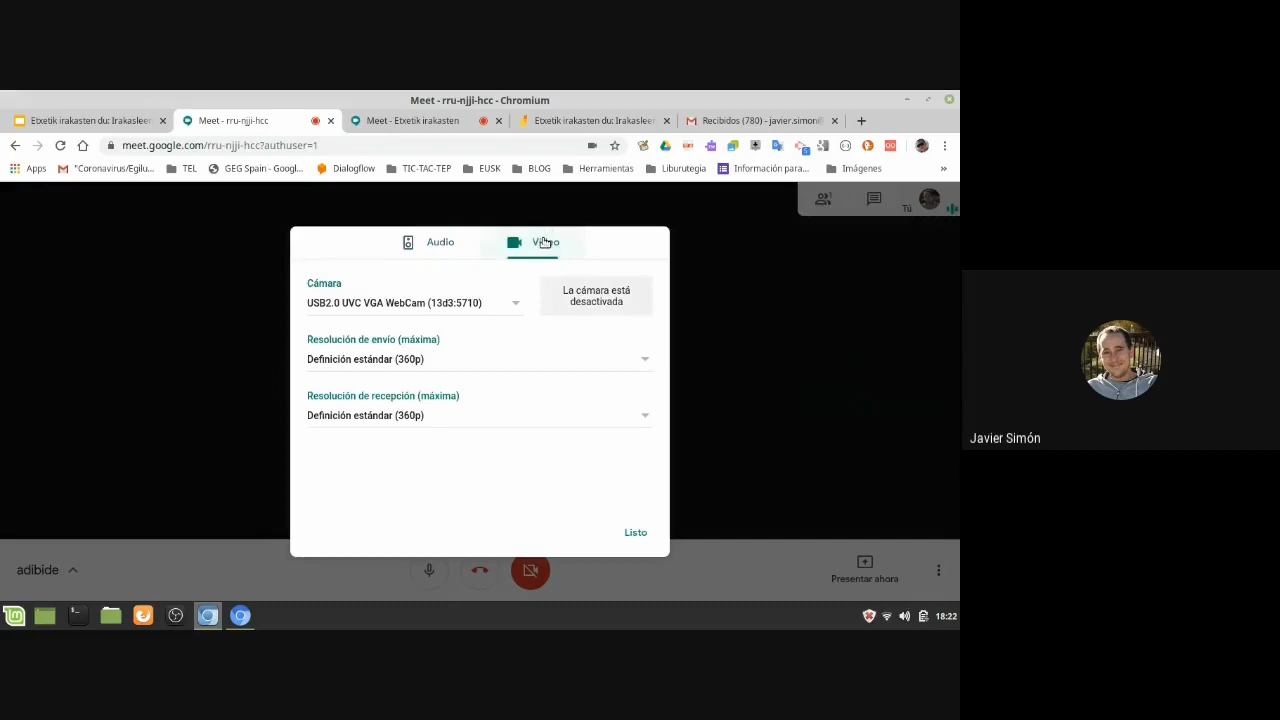 Meet - rru-njji-hcc - Chromium
Etxetik irakasten du: Irakasleer
Meet - rru-njji-hcc
Meet - Etxetik irakasten
Etxetik irakasten du: Irakasleer
Recibidos (780) - javier.simon@
meet.google.com/rru-njji-hcc?authuser=1
Apps
"Coronavirus/Egilu...
TEL
GEG Spain - Googl...
Dialogflow
TIC-TAC-TEP
EUSK
BLOG
Herramientas
Liburutegia
Información para...
Imágenes
»
1
Tú
Audio
Vídeo
Cámara
USB2.0 UVC VGA WebCam (13d3:5710)
La cámara está
desactivada
Resolución de envío (máxima)
Definición estándar (360p)
Resolución de recepción (máxima)
Definición estándar (360p)
Listo
adibide
Presentar ahora
18:22
Javier Simón